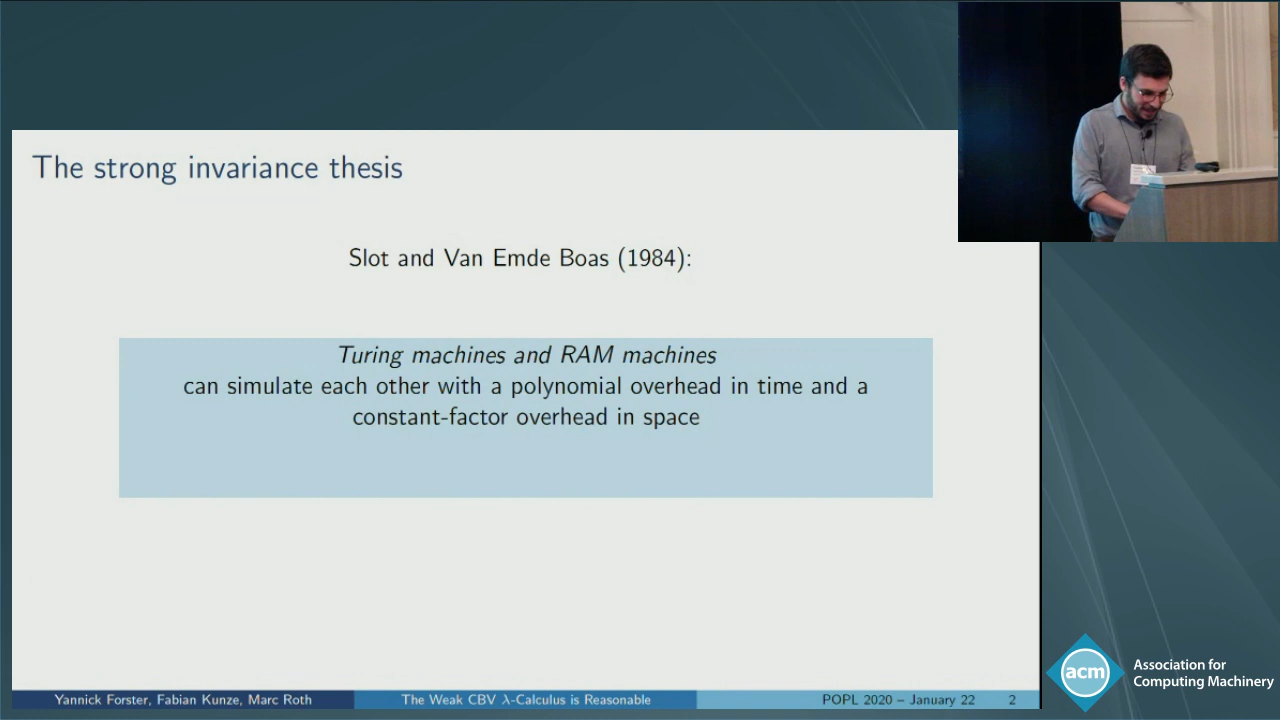 The strong invariance thesis
Slot and Van Emde Boas (1984):
Turing machines and RAM machines
can simulate each other with a polynomial overhead in time and a
constant-factor overhead in space
Yannick Forster, Fabian Kunze, Marc Roth
The Weak CBV λ-Calculus is Reasonable
POPL 2020 – January 22
2
acm
Association for
Computing Machinery